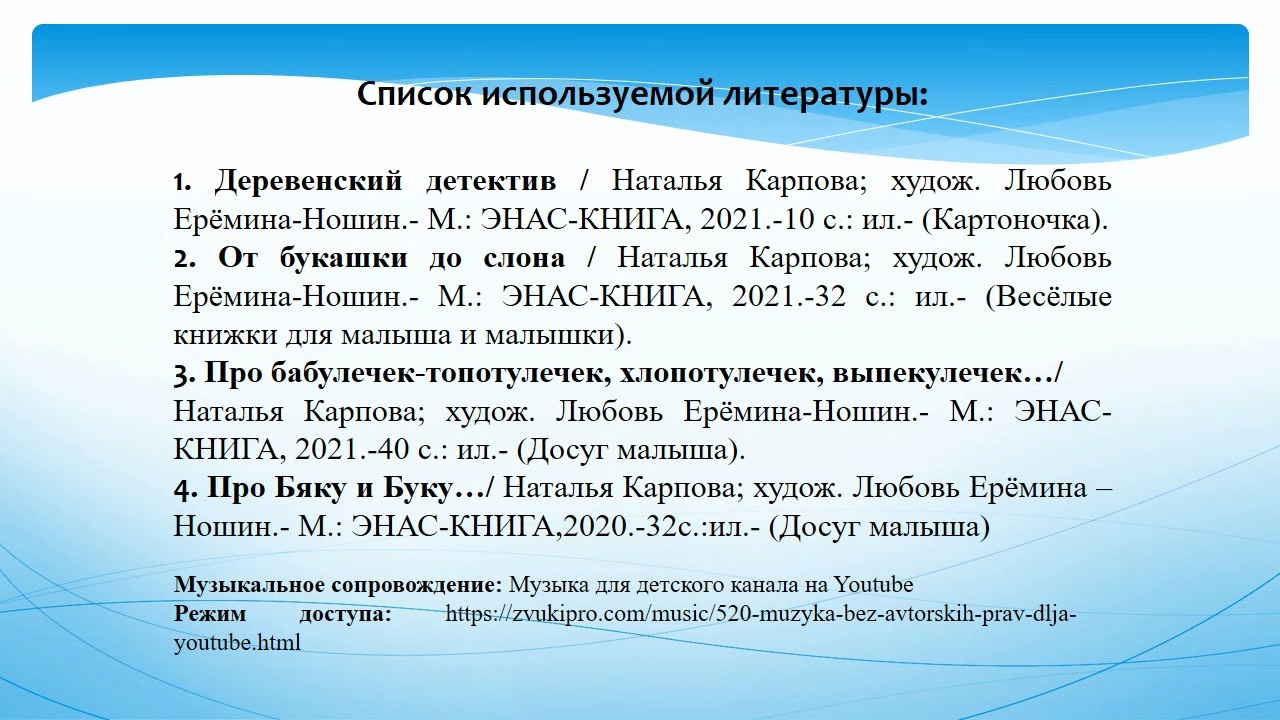 Список используемой литературы:
1. Деревенский детектив / Наталья Карпова; худож. Любовь
Ерёмина-Ношин.- М.: ЭНАС-КНИГА, 2021.-10 с.: ил.- (Картоночка).
2. От букашки до слона / Наталья Карпова; худож. Любовь
Ерёмина-Ношин.- М.: ЭНАС-КНИГА, 2021.-32 с.: ил.- (Весёлые
книжки для малыша и малышки).
3. Про бабулечек-топотулечек, хлопотулечек, выпекулечек…/
Наталья Карпова; худож. Любовь Ерёмина-Ношин.- М.: ЭНАС-
КНИГА, 2021.-40 с.: ил.- (Досуг малыша).
4. Про Бяку и Буку…/ Наталья Карпова; худож. Любовь Ерёмина –
Ношин.- М.: ЭНАС-КНИГА,2020.-32с.:ил.- (Досуг малыша)
Музыкальное сопровождение: Музыка для детского канала на Youtube
Режим доступа: https://zvukipro.com/music/520-muzyka-bez-avtorskih-prav-dlja-
youtube.html